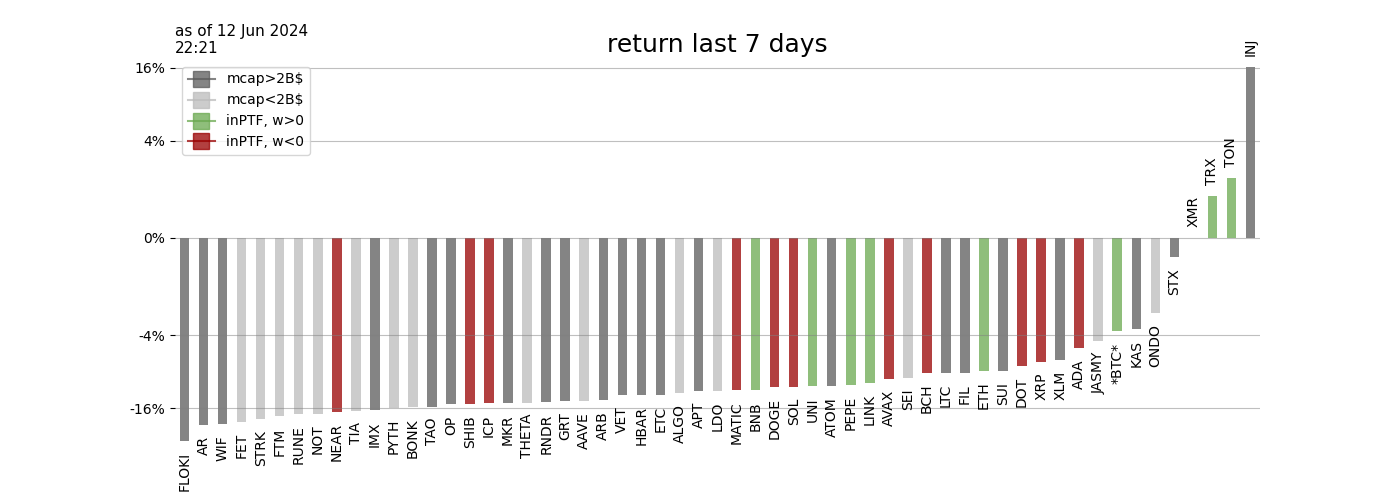 as of 12 Jun 2024
22:21
return last 7 days
16%
4%
0%
-4%
-16%
mcap>2B$
mcap<2B$
inPTF, w>0
inPTF, w<0
FLOKI
AR
WIF
FET
STRK
FTM
RUNE
NOT
NEAR
TIA
IMX
PYTH
BONK
TAO
OP
SHIB
ICP
MKR
THETA
RNDR
GRT
AAVE
ARB
VET
HBAR
ETC
ALGO
APT
LDO
MATIC
BNB
DOGE
SOL
UNI
ATOM
PEPE
LINK
AVAX
SEI
BCH
LTC
FIL
ETH
SUI
DOT
XRP
XLM
ADA
JASMY
*BTC*
KAS
ONDO
STX
XMR
TRX
TON
INJ